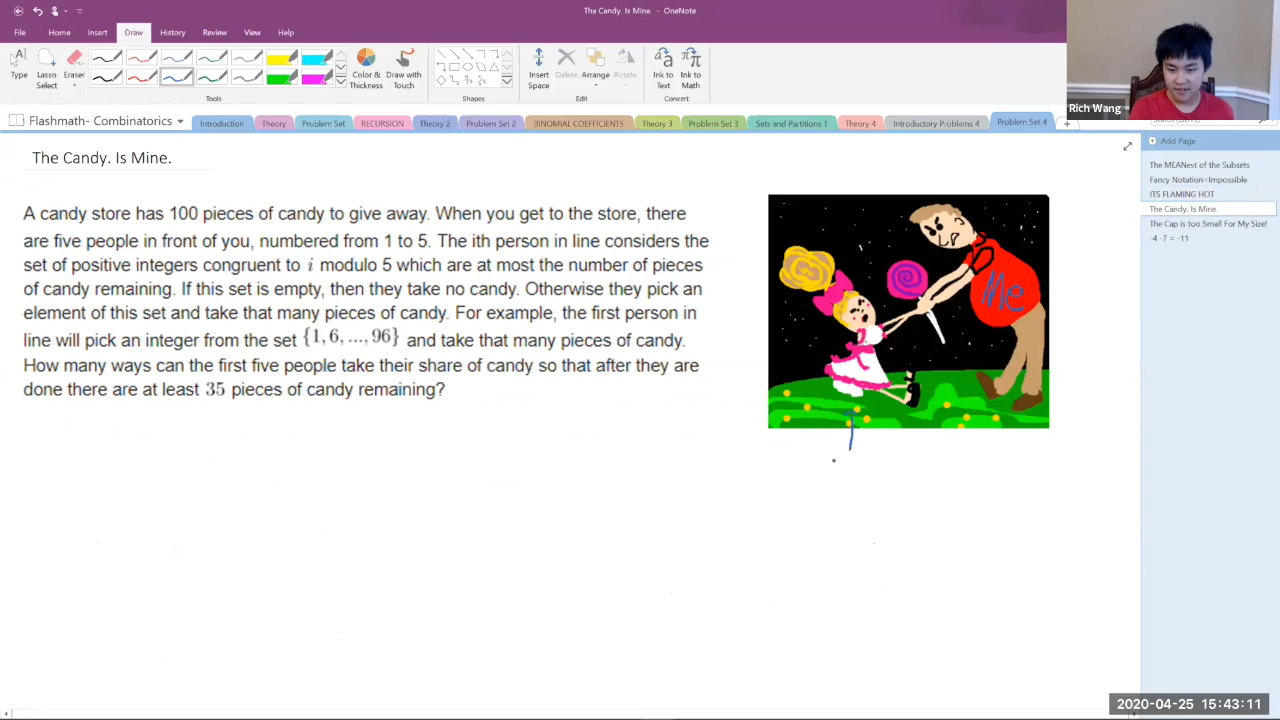 The Candy. Is Mine. - OneNote
File Home Insert Draw History Review View Help
Type
Lasso Select
Eraser
Color & Thickness
Draw with Touch
Insert Space
Delete
Arrange
Rotate
Ink to Text
Ink to Math
Tools
Shapes
Edit
Convert
Rich Wang
Flashmath- Combinatorics
Introduction
Theory
Problem Set
RECURSION
Theory 2
Problem Set 2
BINOMIAL COEFFICIENTS
Theory 3
Problem Set 3
Sets and Partitions 1
Theory 4
Introductory Problems 4
Problem Set 4
Add Page
The MEANest of the Subsets
Fancy Notation=Impossible
ITS FLAMING HOT
The Candy. Is Mine.
The Cap is too Small For My Size!
-4 -7 = -11
The Candy. Is Mine.
A candy store has 100 pieces of candy to give away. When you get to the store, there
are five people in front of you, numbered from 1 to 5. The ith person in line considers the
set of positive integers congruent to i modulo 5 which are at most the number of pieces
of candy remaining. If this set is empty, then they take no candy. Otherwise they pick an
element of this set and take that many pieces of candy. For example, the first person in
line will pick an integer from the set {1, 6, ..., 96} and take that many pieces of candy.
How many ways can the first five people take their share of candy so that after they are
done there are at least 35 pieces of candy remaining?
Me
2020-04-25 15:43:11